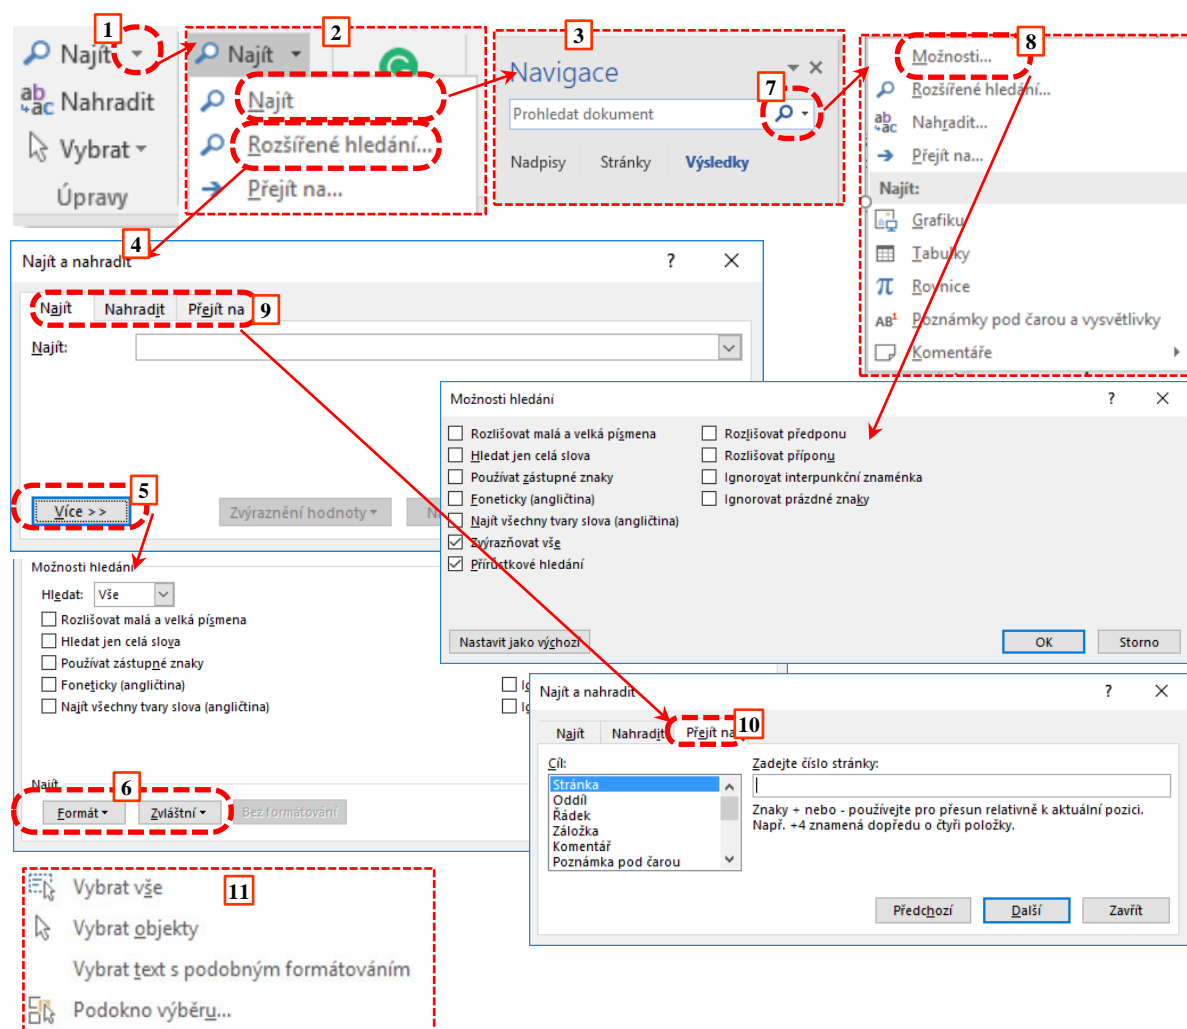 1
Najít
ab
ac Nahradit
Vybrat
Úpravy
2
Najít
Najít
Rozšířené hledání...
Přejít na...
3
Navigace
7
Prohledat dokument
Nadpisy Stránky Výsledky
8
Možnosti...
Rozšířené hledání...
ab
ac Nahradit...
Přejít na...
Najít:
Grafiku
Tabulky
π Rovnice
AB¹ Poznámky pod čarou a vysvětlivky
Komentáře
4
Najít a nahradit ? ×
Najít Nahradit Přejít na 9
Najít:
5
Více >> Zvýraznění hodnoty
Možnosti hledání
Hledat: Vše
Rozlišovat malá a velká písmena
Hledat jen celá slova
Používat zástupné znaky
Foneticky (angličtina)
Najít všechny tvary slova (angličtina)
Najít
6
Formát Zvláštní Bez formátování
Možnosti hledání ? ×
Rozlišovat malá a velká písmena Rozlišovat předponu
Hledat jen celá slova Rozlišovat příponu
Používat zástupné znaky Ignorovat interpunkční znaménka
Foneticky (angličtina) Ignorovat prázdné znaky
Najít všechny tvary slova (angličtina)
Zvýrazňovat vše
Přírůstkové hledání
Nastavit jako výchozí OK Storno
Najít a nahradit ? ×
Najít Nahradit Přejít na 10
Cíl: Zadejte číslo stránky:
Stránka
Oddíl
Řádek
Záložka
Komentář
Poznámka pod čarou
Znaky + nebo - používejte pro přesun relativně k aktuální pozici.
Např. +4 znamená dopředu o čtyři položky.
Předchozí Další Zavřít
11
Vybrat vše
Vybrat objekty
Vybrat text s podobným formátováním
Podokno výběru...